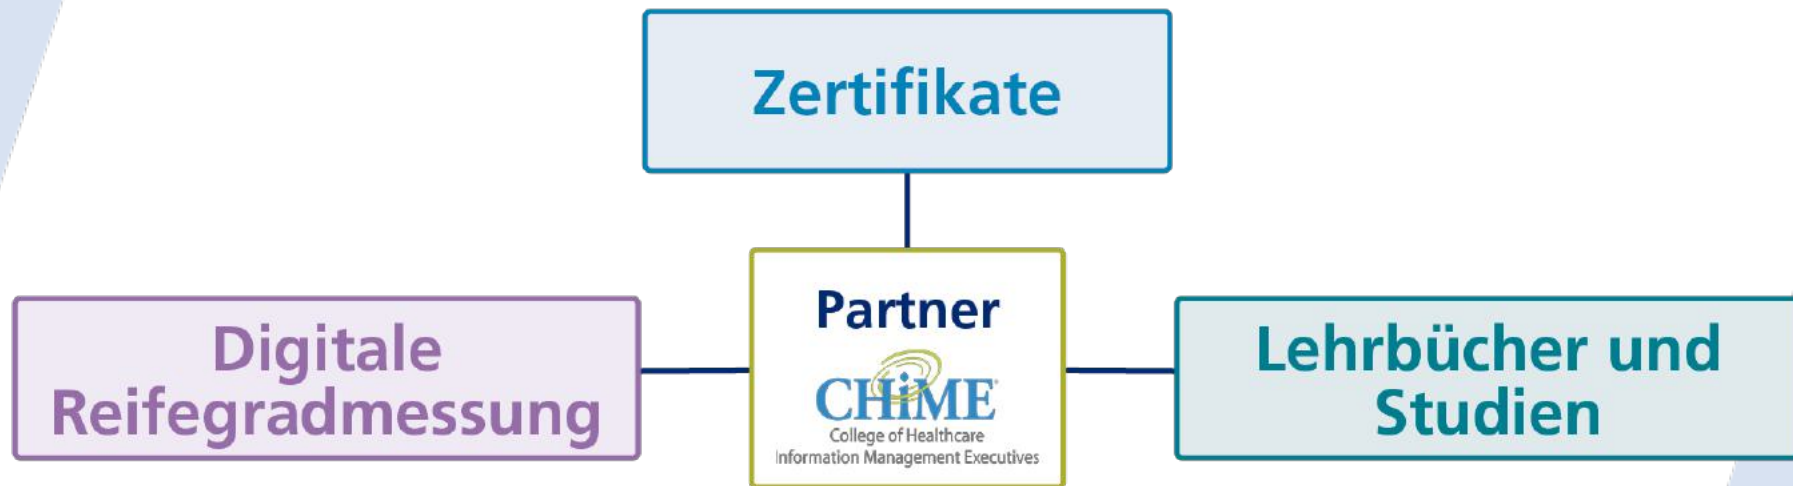 Zertifikate
Partner
CHiME
College of Healthcare
Information Management Executives
Digitale
Reifegradmessung
Lehrbücher und
Studien